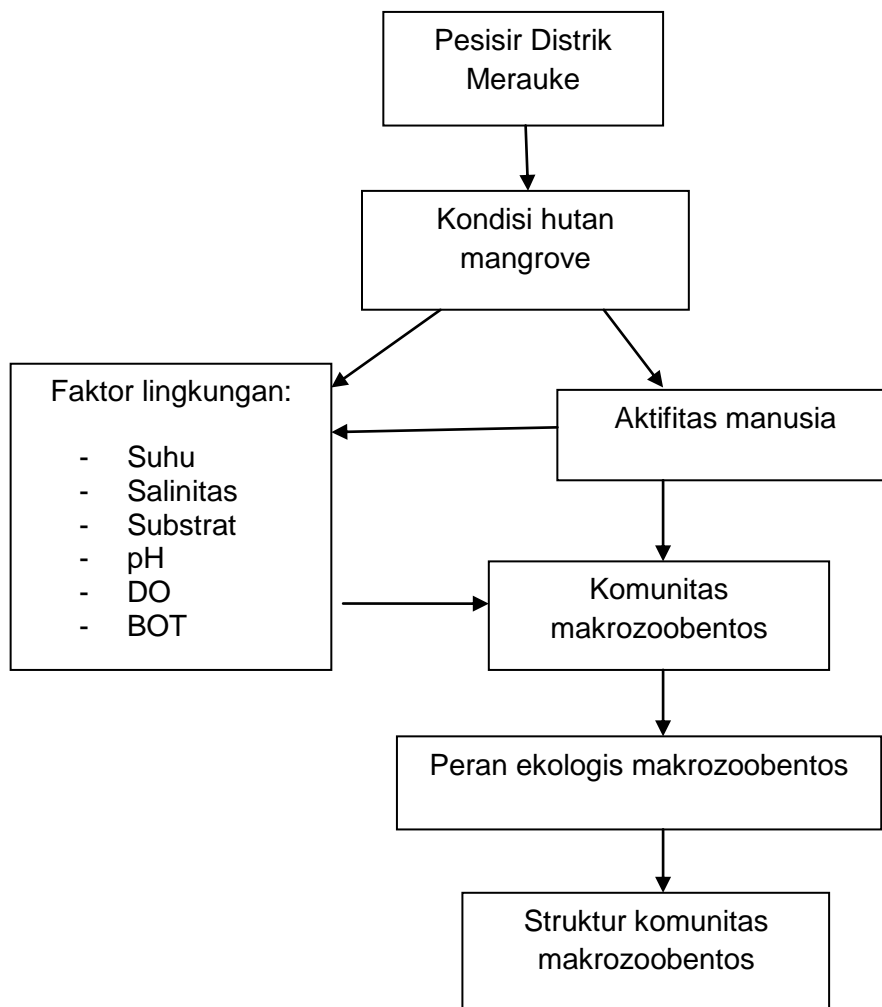 Pesisir Distrik
Merauke
Kondisi hutan
mangrove
Faktor lingkungan:
- Suhu
- Salinitas
- Substrat
- pH
- DO
- BOT
Aktifitas manusia
Komunitas
makrozoobentos
Peran ekologis makrozoobentos
Struktur komunitas
makrozoobentos